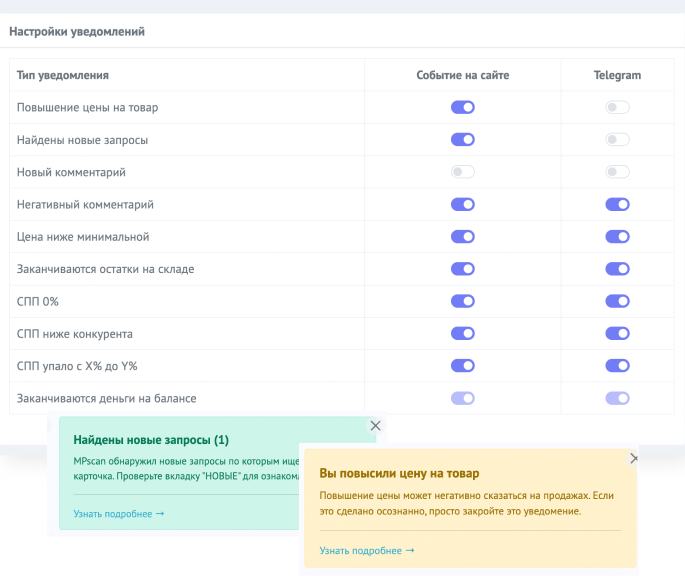 Настройки уведомлений
Тип уведомления Событие на сайте Telegram
Повышение цены на товар
Найдены новые запросы
Новый комментарий
Негативный комментарий
Цена ниже минимальной
Заканчиваются остатки на складе
СПП 0%
СПП ниже конкурента
СПП упало с X% до Y%
Заканчиваются деньги на балансе
Найдены новые запросы (1)
MPscan обнаружил новые запросы по которым ище
карточка. Проверьте вкладку "НОВЫЕ" для ознаком
Узнать подробнее →
Вы повысили цену на товар
Повышение цены может негативно сказаться на продажах. Если
это сделано осознанно, просто закройте это уведомление.
Узнать подробнее →